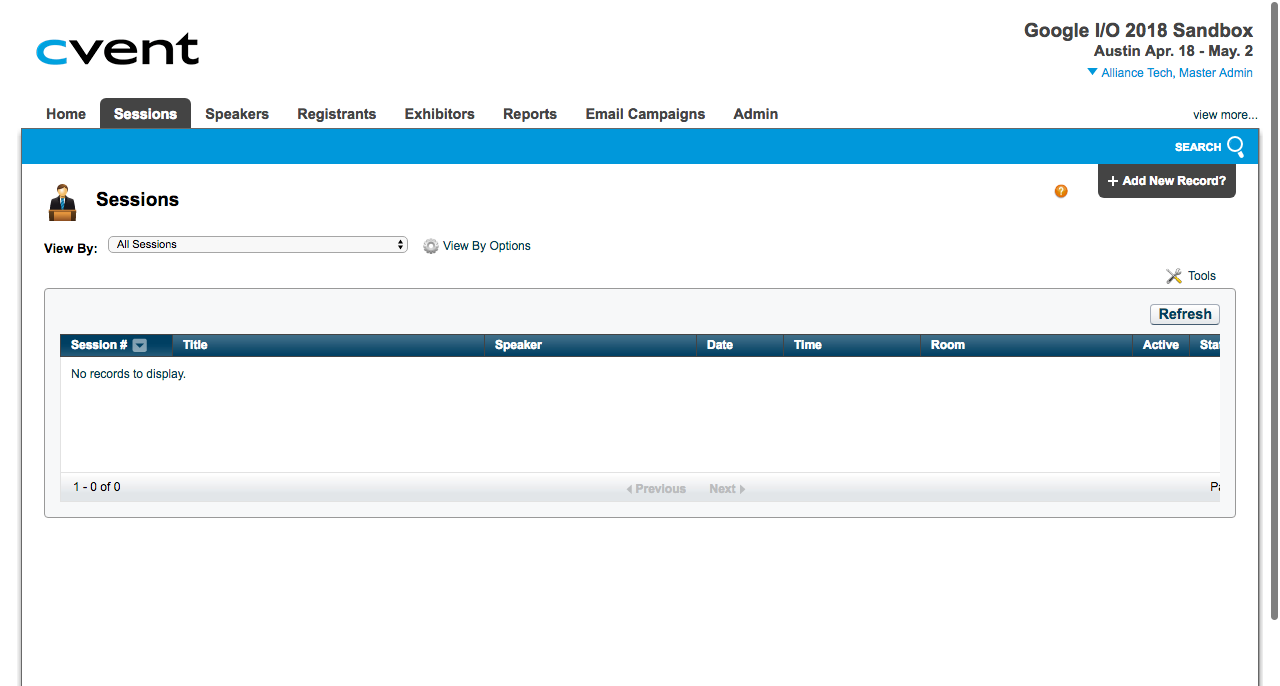 cvent
Google I/O 2018 Sandbox
Austin Apr. 18 - May. 2
Alliance Tech, Master Admin
Home Sessions Speakers Registrants Exhibitors Reports Email Campaigns Admin view more...
SEARCH
+ Add New Record?
Sessions
?
View By: All Sessions View By Options
Tools
Refresh
Session # Title Speaker Date Time Room Active
No records to display.
1 - 0 of 0 Previous Next